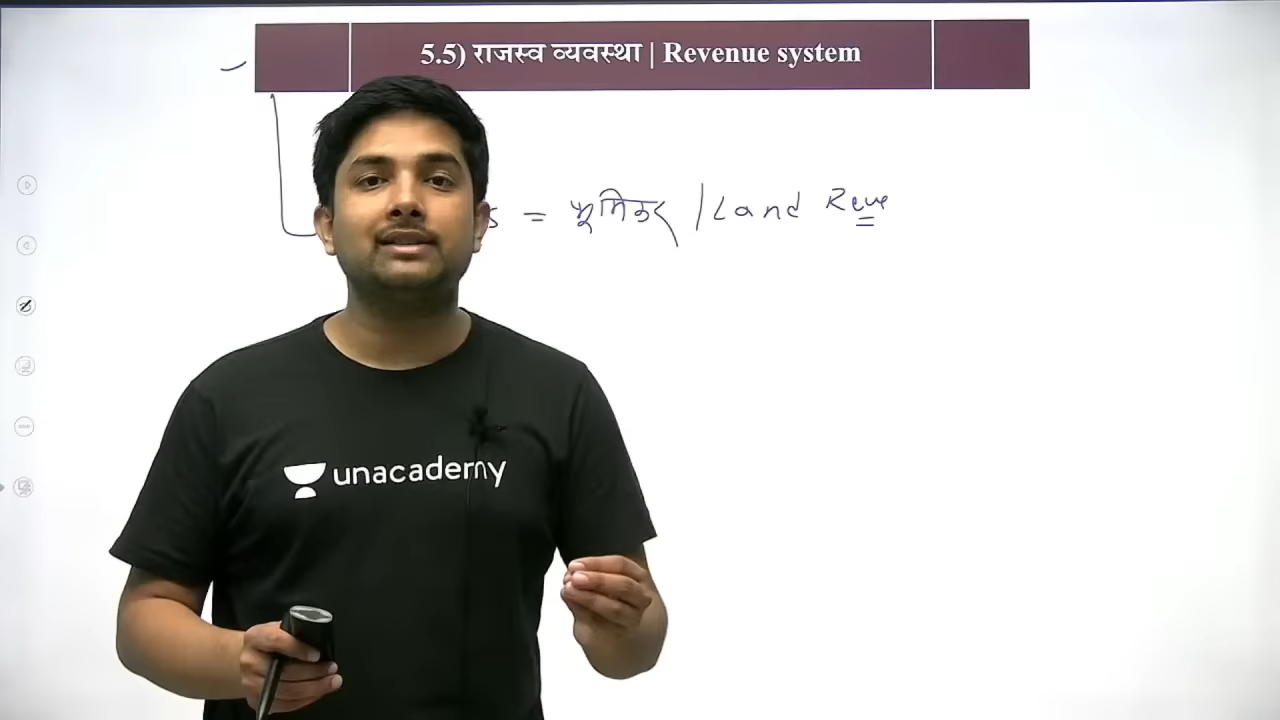 5.5) राजस्व व्यवस्था | Revenue system
= भूमिकर / Land Reve
unacademy